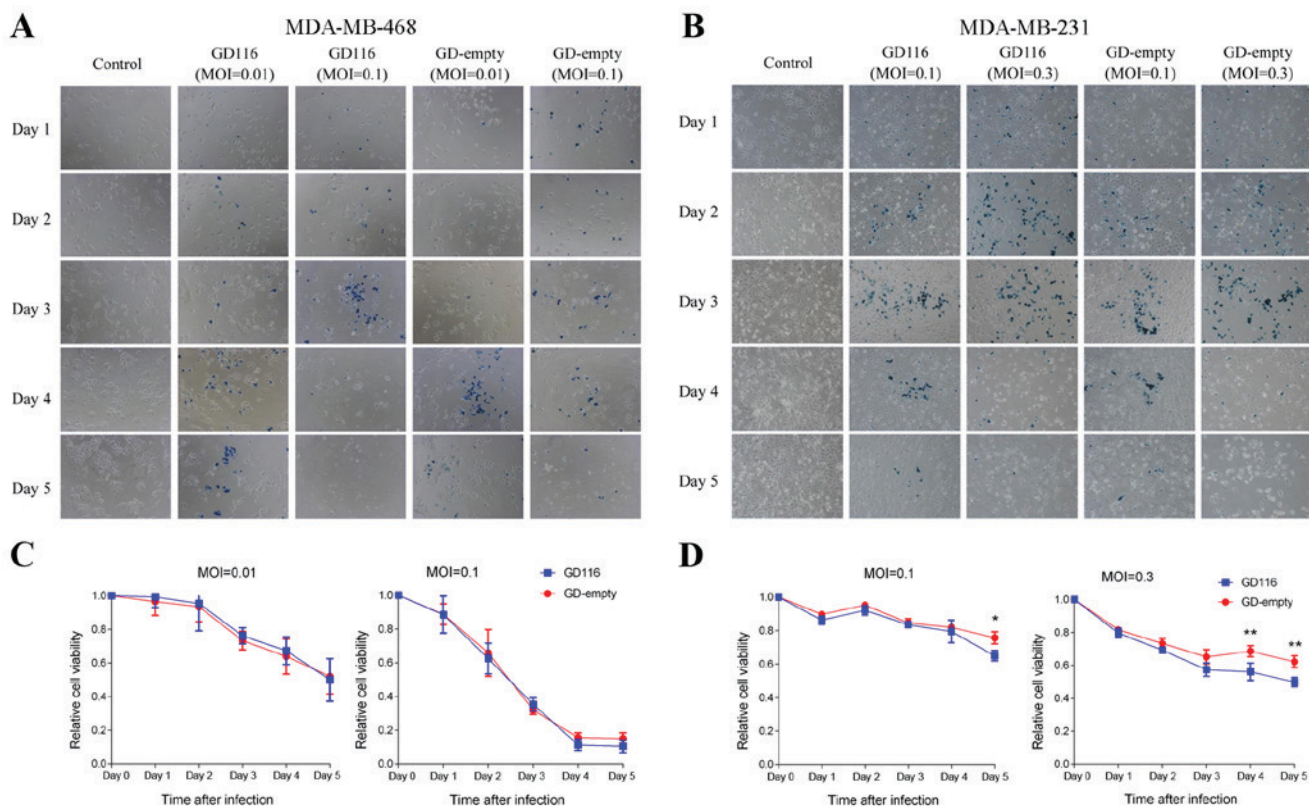 A
MDA-MB-468
Control
GD116
(MOI=0.01)
GD116
(MOI=0.1)
GD-empty
(MOI=0.01)
GD-empty
(MOI=0.1)
Day 1
Day 2
Day 3
Day 4
Day 5
B
MDA-MB-231
Control
GD116
(MOI=0.1)
GD116
(MOI=0.3)
GD-empty
(MOI=0.1)
GD-empty
(MOI=0.3)
Day 1
Day 2
Day 3
Day 4
Day 5
C
MOI=0.01
Relative cell viability
1.0
0.8
0.6
0.4
0.2
0.0
Day 0 Day 1 Day 2 Day 3 Day 4 Day 5
Time after infection
MOI=0.1
GD116
GD-empty
Relative cell viability
1.0
0.8
0.6
0.4
0.2
0.0
Day 0 Day 1 Day 2 Day 3 Day 4 Day 5
Time after infection
D
MOI=0.1
*
Relative cell viability
1.0
0.8
0.6
0.4
0.2
0.0
Day 0 Day 1 Day 2 Day 3 Day 4 Day 5
Time after infection
MOI=0.3
GD116
GD-empty
**
**
Relative cell viability
1.0
0.8
0.6
0.4
0.2
0.0
Day 0 Day 1 Day 2 Day 3 Day 4 Day 5
Time after infection